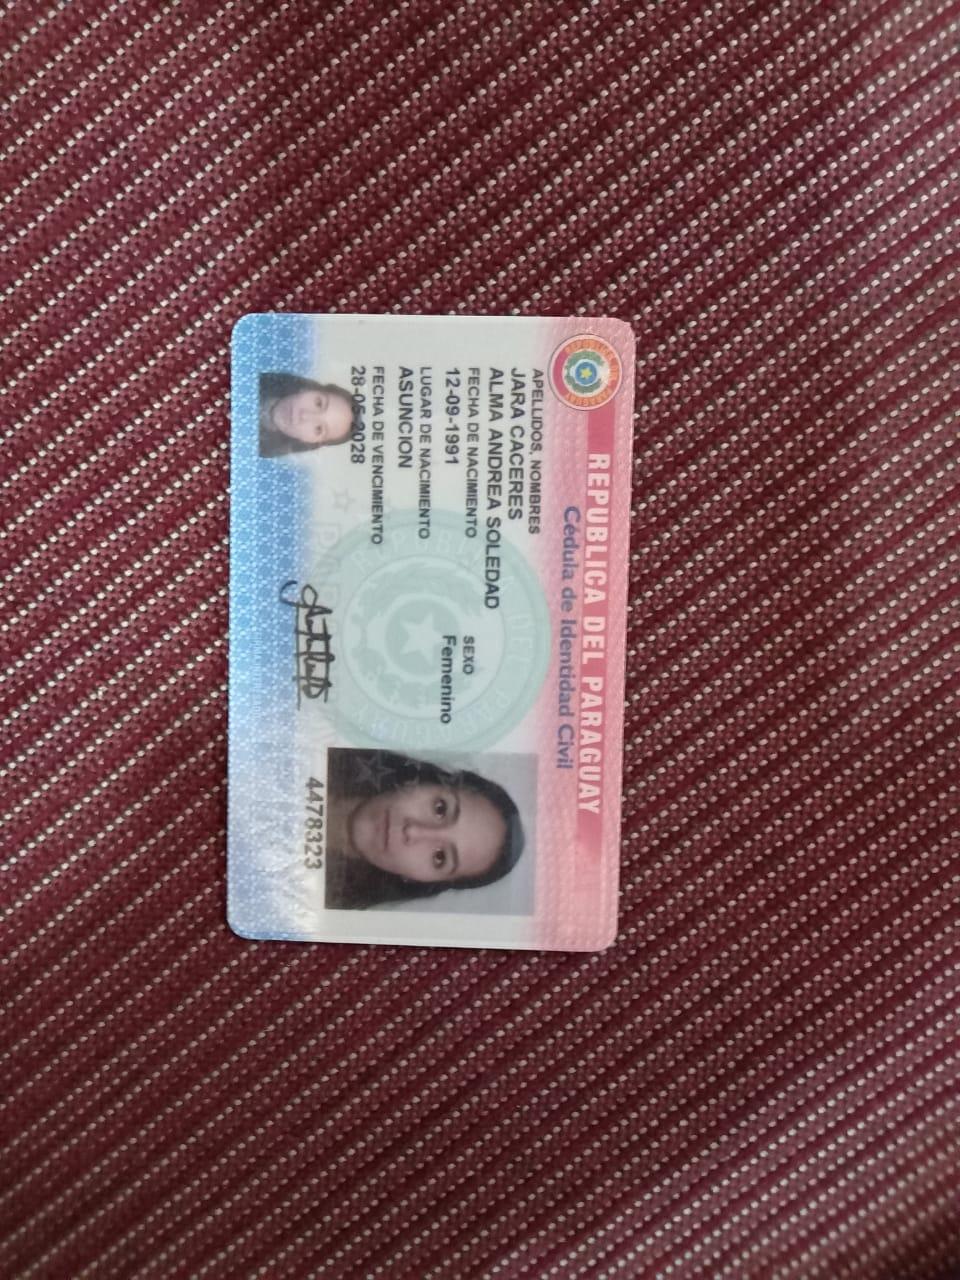 REPUBLICA DEL PARAGUAY
Cédula de Identidad Civil
APELLIDOS, NOMBRES
JARA CACERES
ALMA ANDREA SOLEDAD
FECHA DE NACIMIENTO
12-09-1991
SEXO
Femenino
LUGAR DE NACIMIENTO
ASUNCION
FECHA DE VENCIMIENTO
28-05-2028
4478323